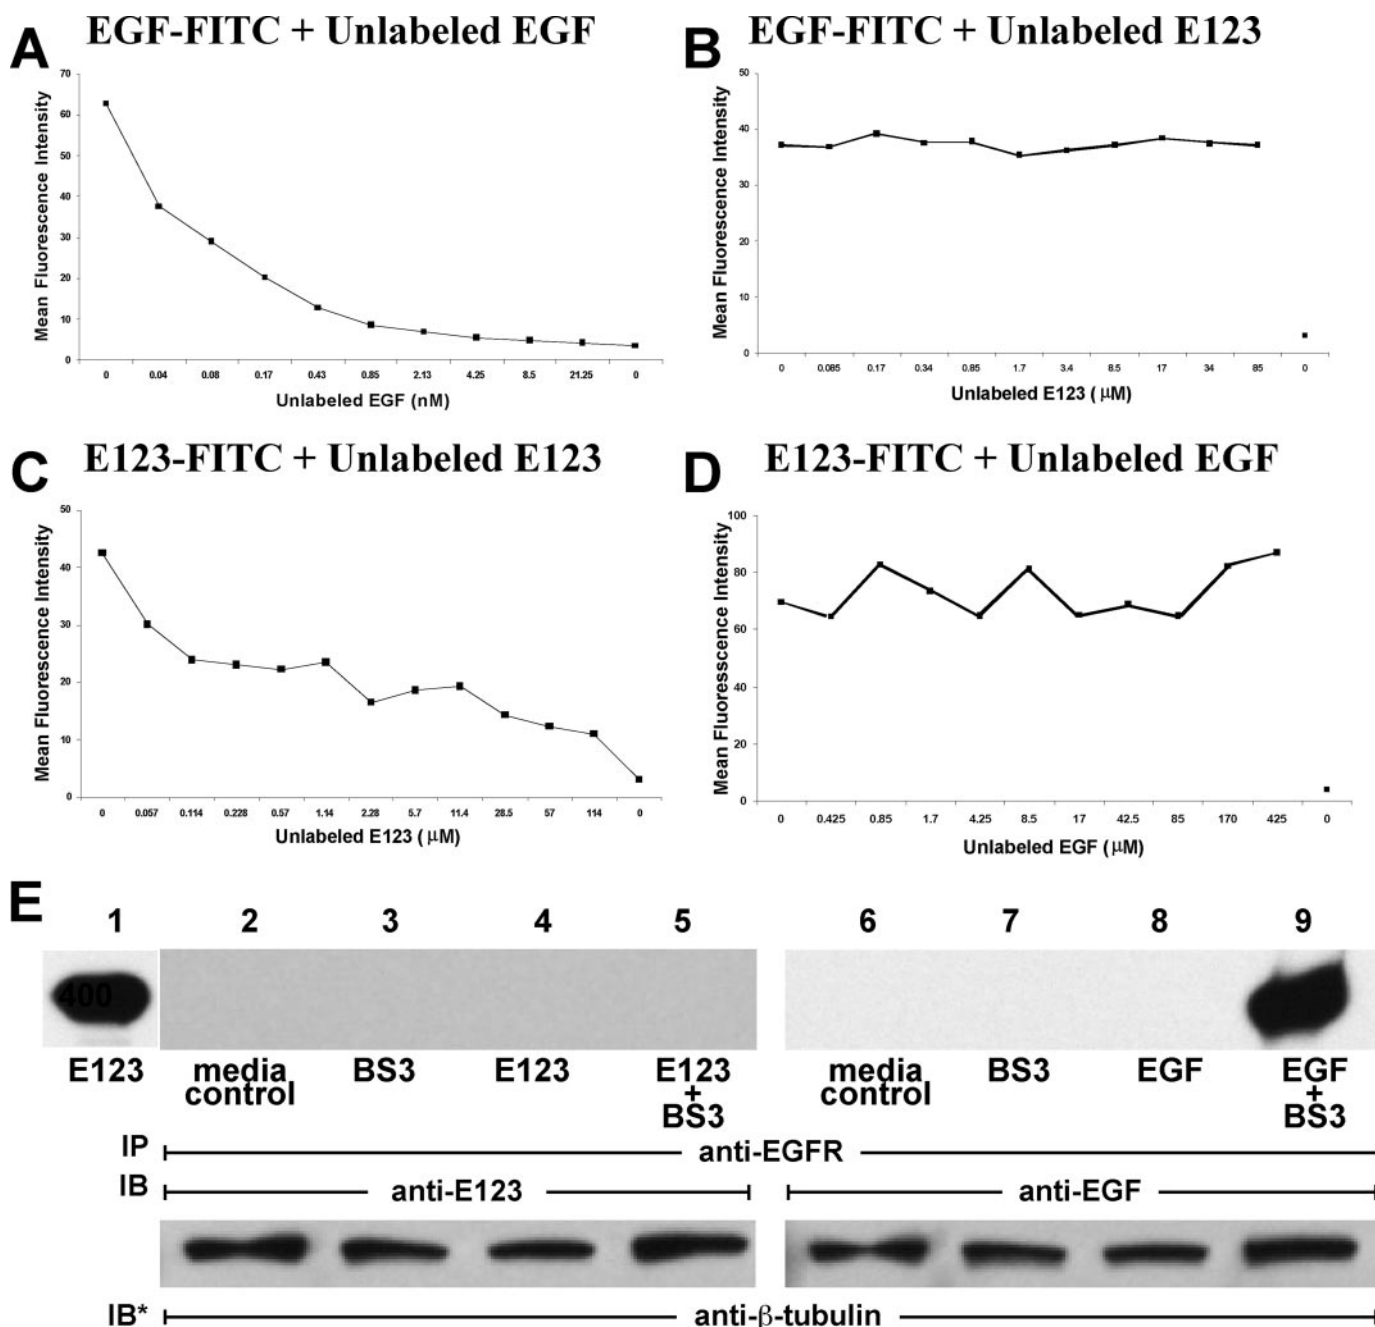 A EGF-FITC + Unlabeled EGF
Mean Fluorescence Intensity
70
60
50
40
30
20
10
0
0 0.04 0.08 0.17 0.43 0.85 2.13 4.25 8.5 21.25 0
Unlabeled EGF (nM)
B EGF-FITC + Unlabeled E123
Mean Fluorescence Intensity
50
40
30
20
10
0
0 0.085 0.17 0.34 0.85 1.7 3.4 8.5 17 34 85 0
Unlabeled E123 (μM)
C E123-FITC + Unlabeled E123
Mean Fluorescence Intensity
50
40
30
20
10
0
0 0.057 0.114 0.228 0.57 1.14 2.28 5.7 11.4 28.5 57 114 0
Unlabeled E123 (μM)
D E123-FITC + Unlabeled EGF
Mean Fluoresscence Intensity
100
80
60
40
20
0
0 0.425 0.85 1.7 4.25 8.5 17 42.5 85 170 425 0
Unlabeled EGF (μM)
E 1 2 3 4 5 6 7 8 9
400
E123 media control BS3 E123 E123 + BS3 media control BS3 EGF EGF + BS3
IP anti-EGFR
IB anti-E123 anti-EGF
IB* anti-β-tubulin